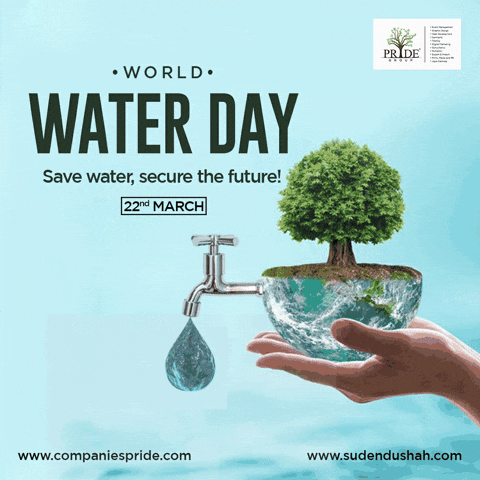 • WORLD •
WATER DAY
Save water, secure the future!
22nd MARCH
PRIDE
GROUP
www.companiespride.com
www.sudendushah.com